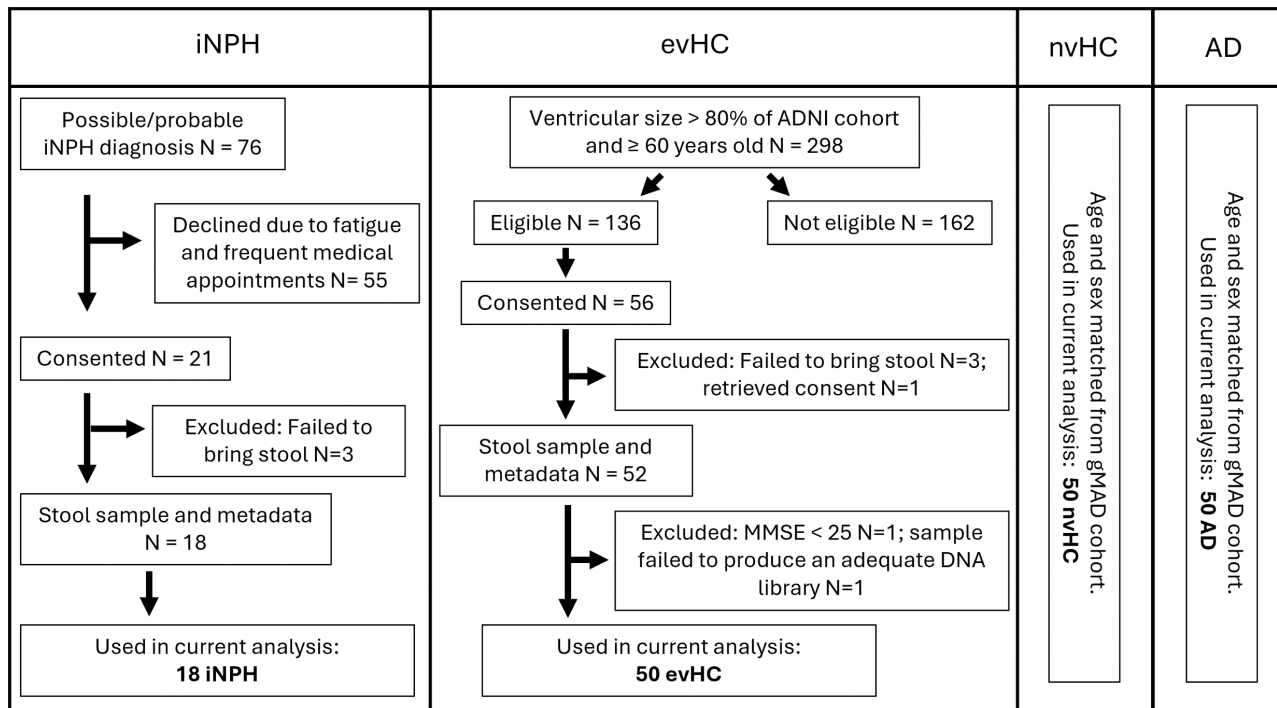 iNPH
evHC
nvHC
AD
Possible/probable
iNPH diagnosis N = 76
Declined due to fatigue
and frequent medical
appointments N= 55
Consented N = 21
Excluded: Failed to
bring stool N=3
Stool sample and metadata
N = 18
Used in current analysis:
18 iNPH
Ventricular size > 80% of ADNI cohort
and ≥ 60 years old N = 298
Eligible N = 136
Not eligible N = 162
Consented N = 56
Excluded: Failed to bring stool N=3;
retrieved consent N=1
Stool sample and
metadata N = 52
Excluded: MMSE < 25 N=1; sample
failed to produce an adequate DNA
library N=1
Used in current analysis:
50 evHC
Age and sex matched from gMAD cohort.
Used in current analysis: 50 nvHC
Age and sex matched from gMAD cohort.
Used in current analysis: 50 AD